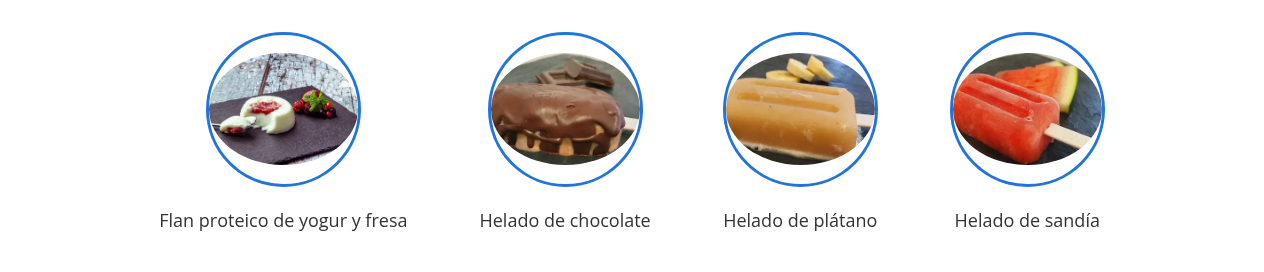 Flan proteico de yogur y fresa
Helado de chocolate
Helado de plátano
Helado de sandía